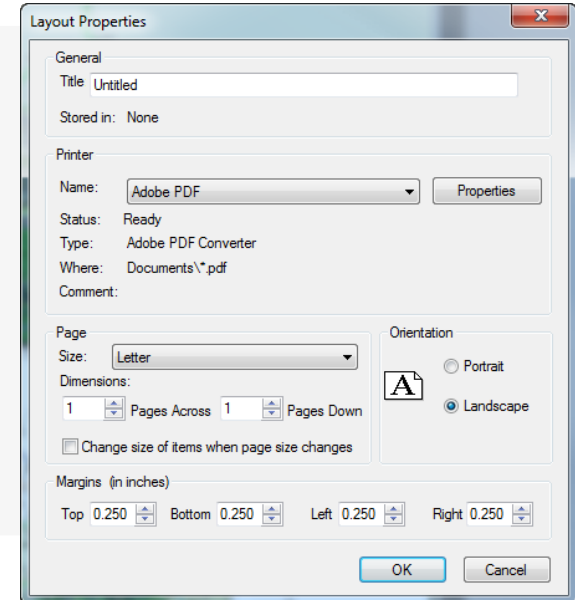 Layout Properties
General
Title Untitled
Stored in: None
Printer
Name: Adobe PDF Properties
Status: Ready
Type: Adobe PDF Converter
Where: Documents\*.pdf
Comment:
Page
Size: Letter
Dimensions:
1 Pages Across 1 Pages Down
Change size of items when page size changes
Orientation
A
Portrait
Landscape
Margins (in inches)
Top 0.250 Bottom 0.250 Left 0.250 Right 0.250
OK Cancel